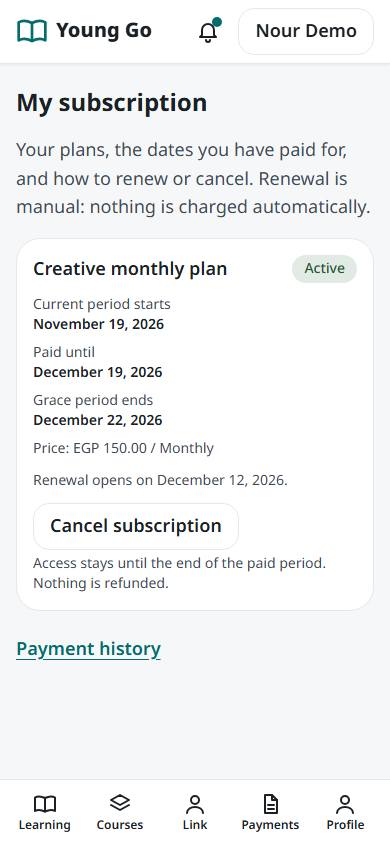 Young Go
Nour Demo
My subscription
Your plans, the dates you have paid for,
and how to renew or cancel. Renewal is
manual: nothing is charged automatically.
Creative monthly plan
Active
Current period starts
November 19, 2026
Paid until
December 19, 2026
Grace period ends
December 22, 2026
Price: EGP 150.00 / Monthly
Renewal opens on December 12, 2026.
Cancel subscription
Access stays until the end of the paid period.
Nothing is refunded.
Payment history
Learning
Courses
Link
Payments
Profile